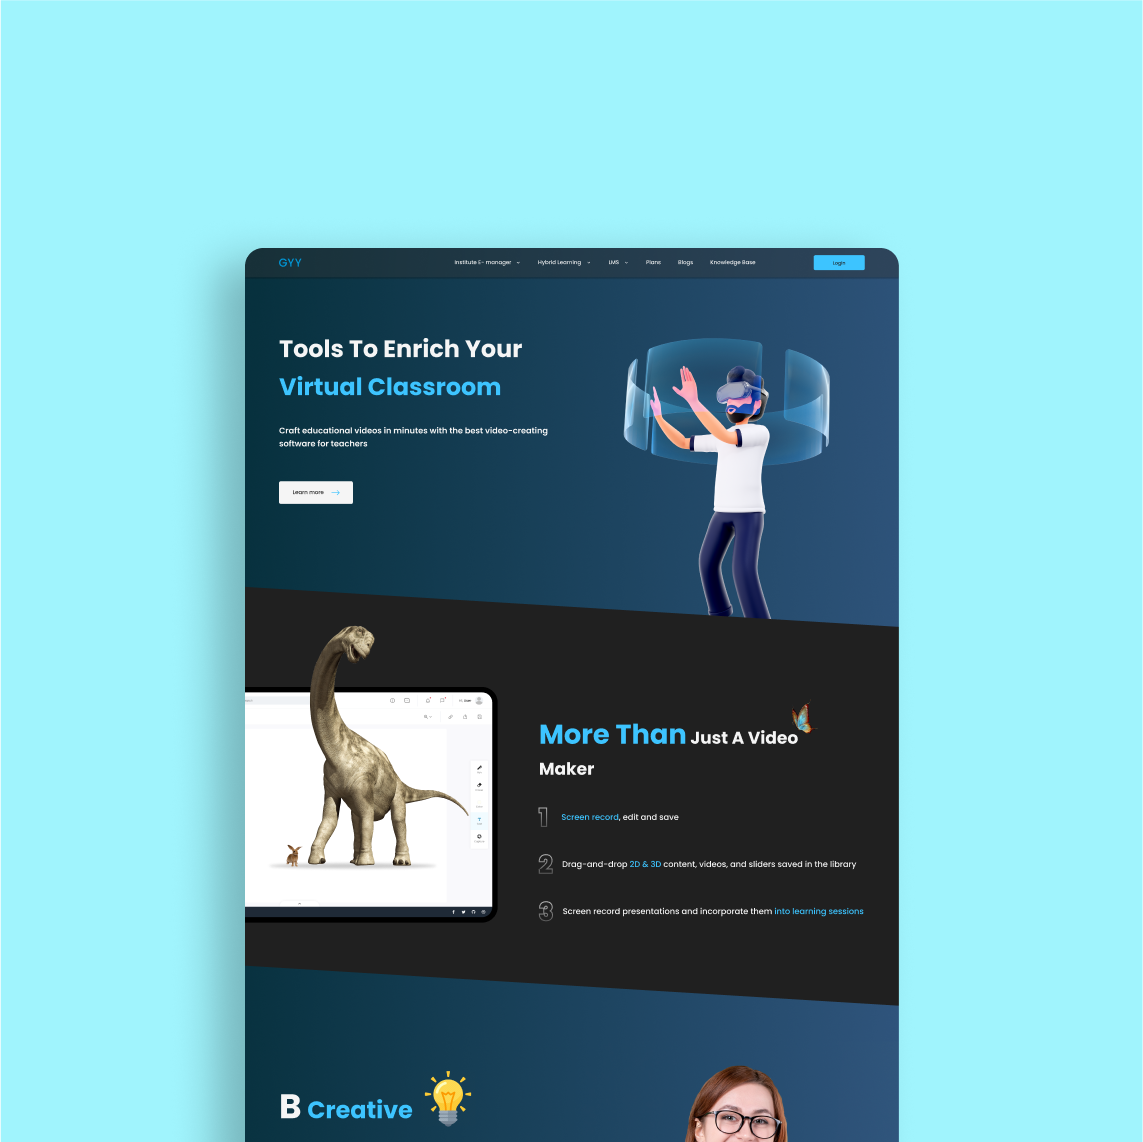 GYY
Institute E- manager
Hybrid Learning
LMS
Plans
Blogs
Knowledge Base
Login
Tools To Enrich Your
Virtual Classroom
Craft educational videos in minutes with the best video-creating
software for teachers
Learn more
More Than Just A Video
Maker
1 Screen record, edit and save
2 Drag-and-drop 2D & 3D content, videos, and sliders saved in the library
3 Screen record presentations and incorporate them into learning sessions
B Creative